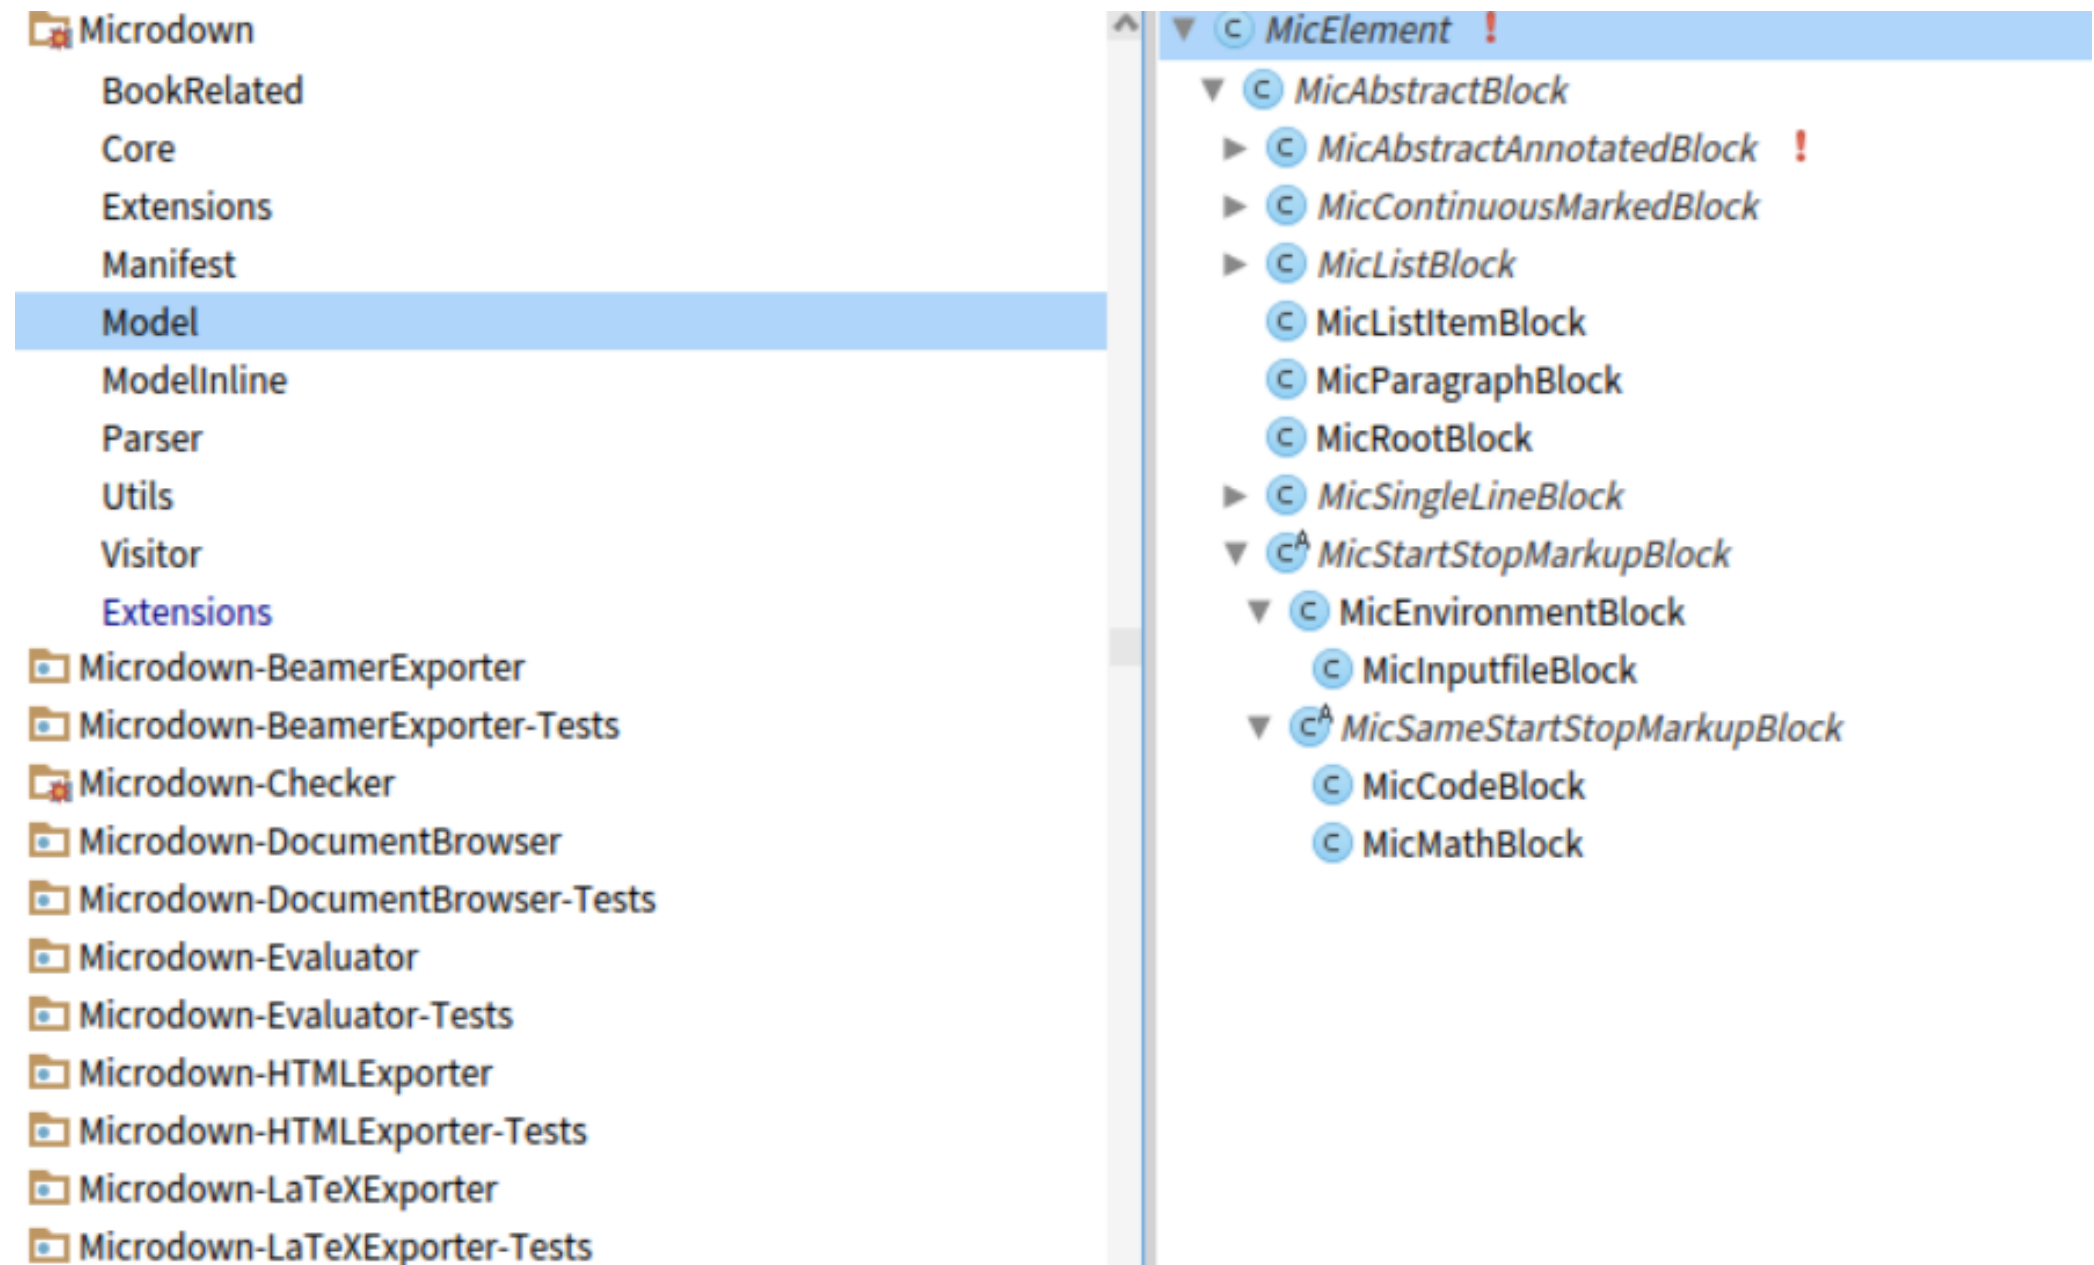 Microdown
BookRelated
Core
Extensions
Manifest
Model
ModelInline
Parser
Utils
Visitor
Extensions
Microdown-BeamerExporter
Microdown-BeamerExporter-Tests
Microdown-Checker
Microdown-DocumentBrowser
Microdown-DocumentBrowser-Tests
Microdown-Evaluator
Microdown-Evaluator-Tests
Microdown-HTMLExporter
Microdown-HTMLExporter-Tests
Microdown-LaTeXExporter
Microdown-LaTeXExporter-Tests
C MicElement !
C MicAbstractBlock
C MicAbstractAnnotatedBlock !
C MicContinuousMarkedBlock
C MicListBlock
C MicListItemBlock
C MicParagraphBlock
C MicRootBlock
C MicSingleLineBlock
C A MicStartStopMarkupBlock
C MicEnvironmentBlock
C MicInputfileBlock
C A MicSameStartStopMarkupBlock
C MicCodeBlock
C MicMathBlock